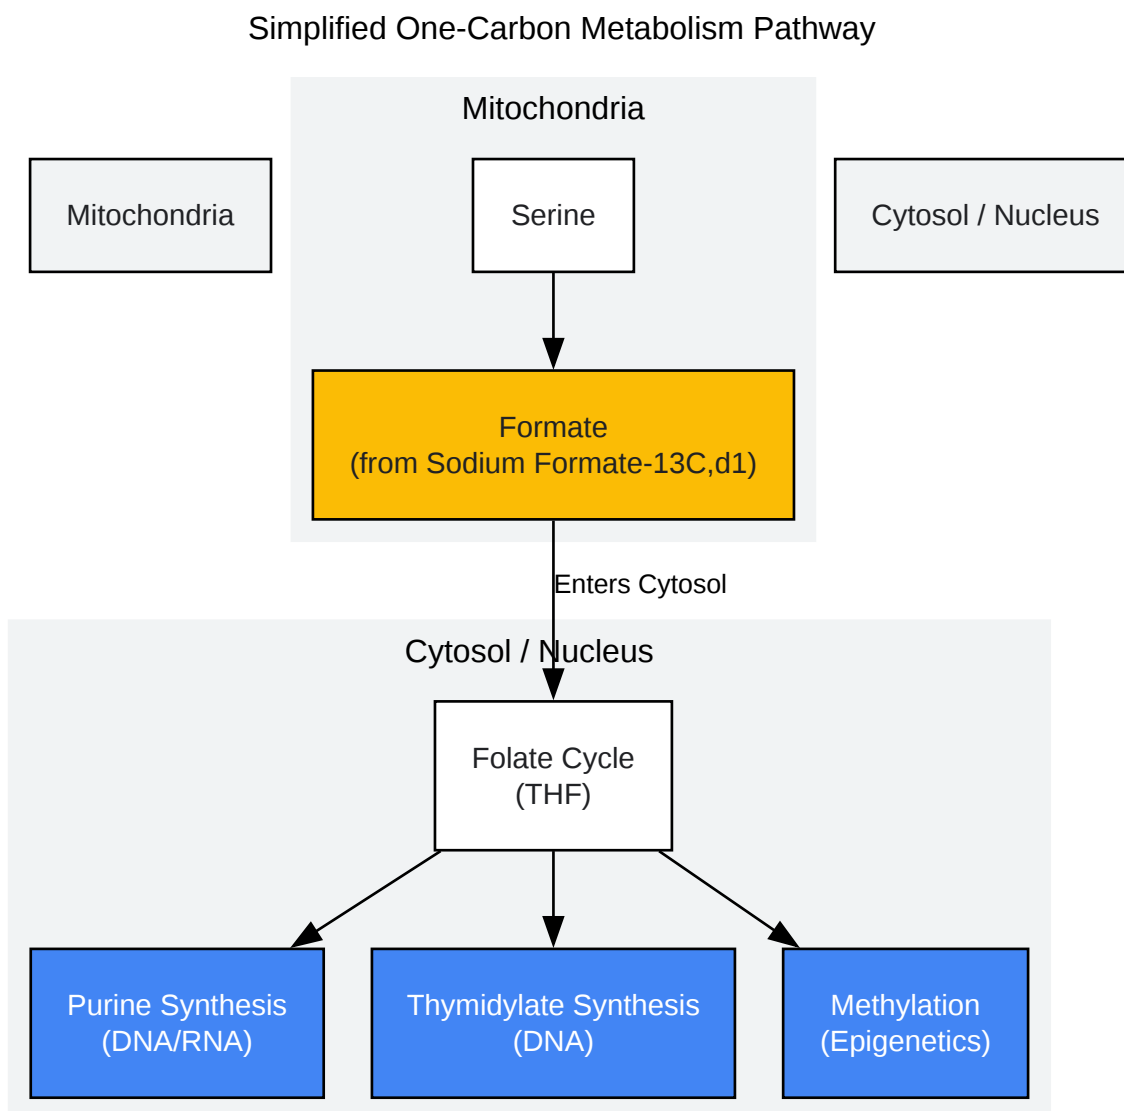 Simplified One-Carbon Metabolism Pathway
Mitochondria
Mitochondria
Serine
Cytosol / Nucleus
Formate
(from Sodium Formate-13C,d1)
Enters Cytosol
Cytosol / Nucleus
Folate Cycle
(THF)
Purine Synthesis
(DNA/RNA)
Thymidylate Synthesis
(DNA)
Methylation
(Epigenetics)